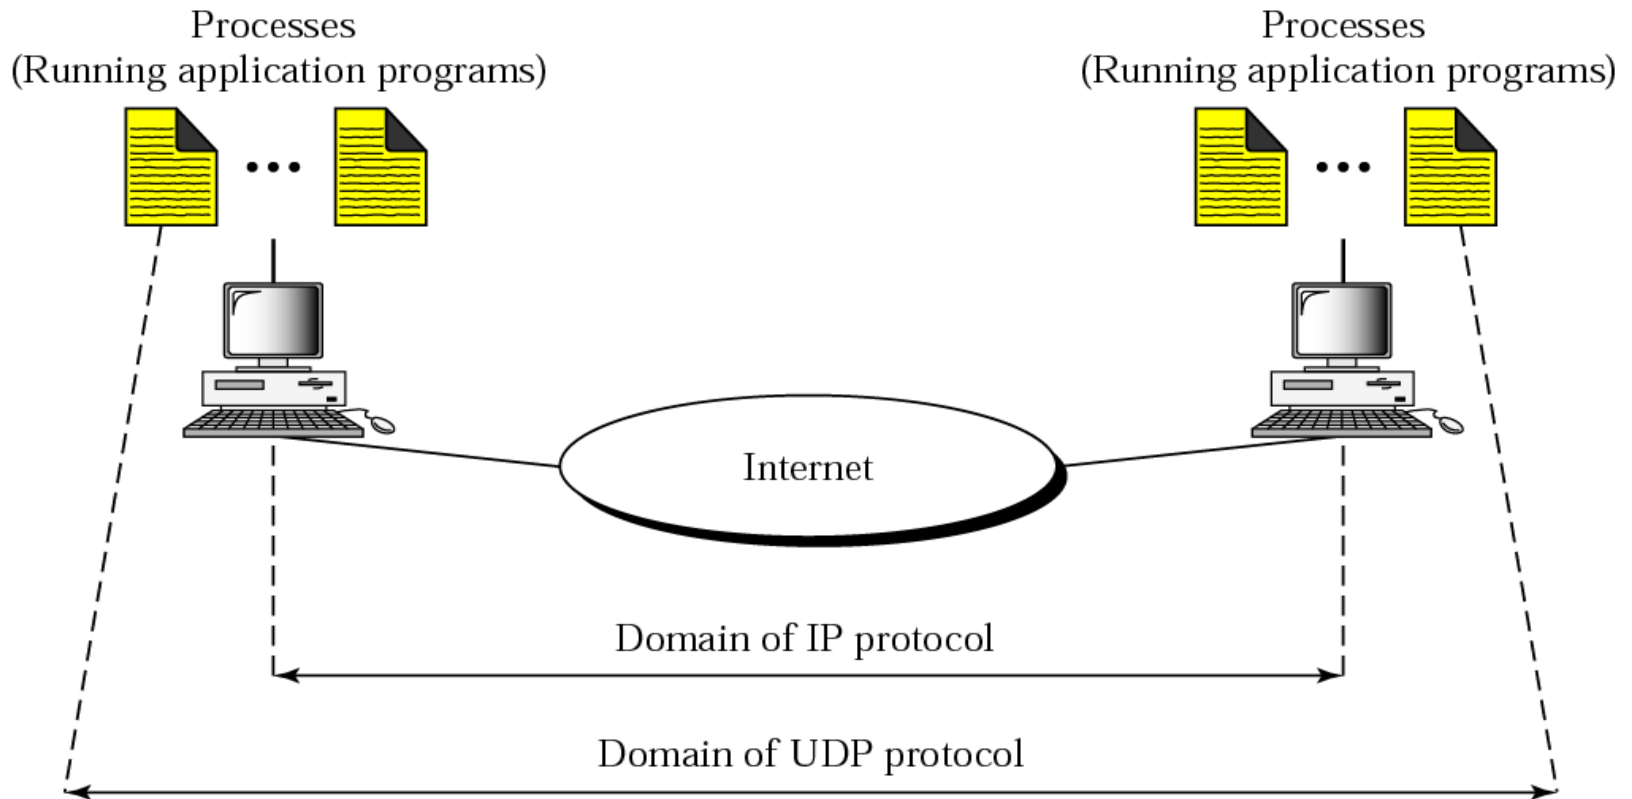 Processes
(Running application programs)
Processes
(Running application programs)
Internet
Domain of IP protocol
Domain of UDP protocol